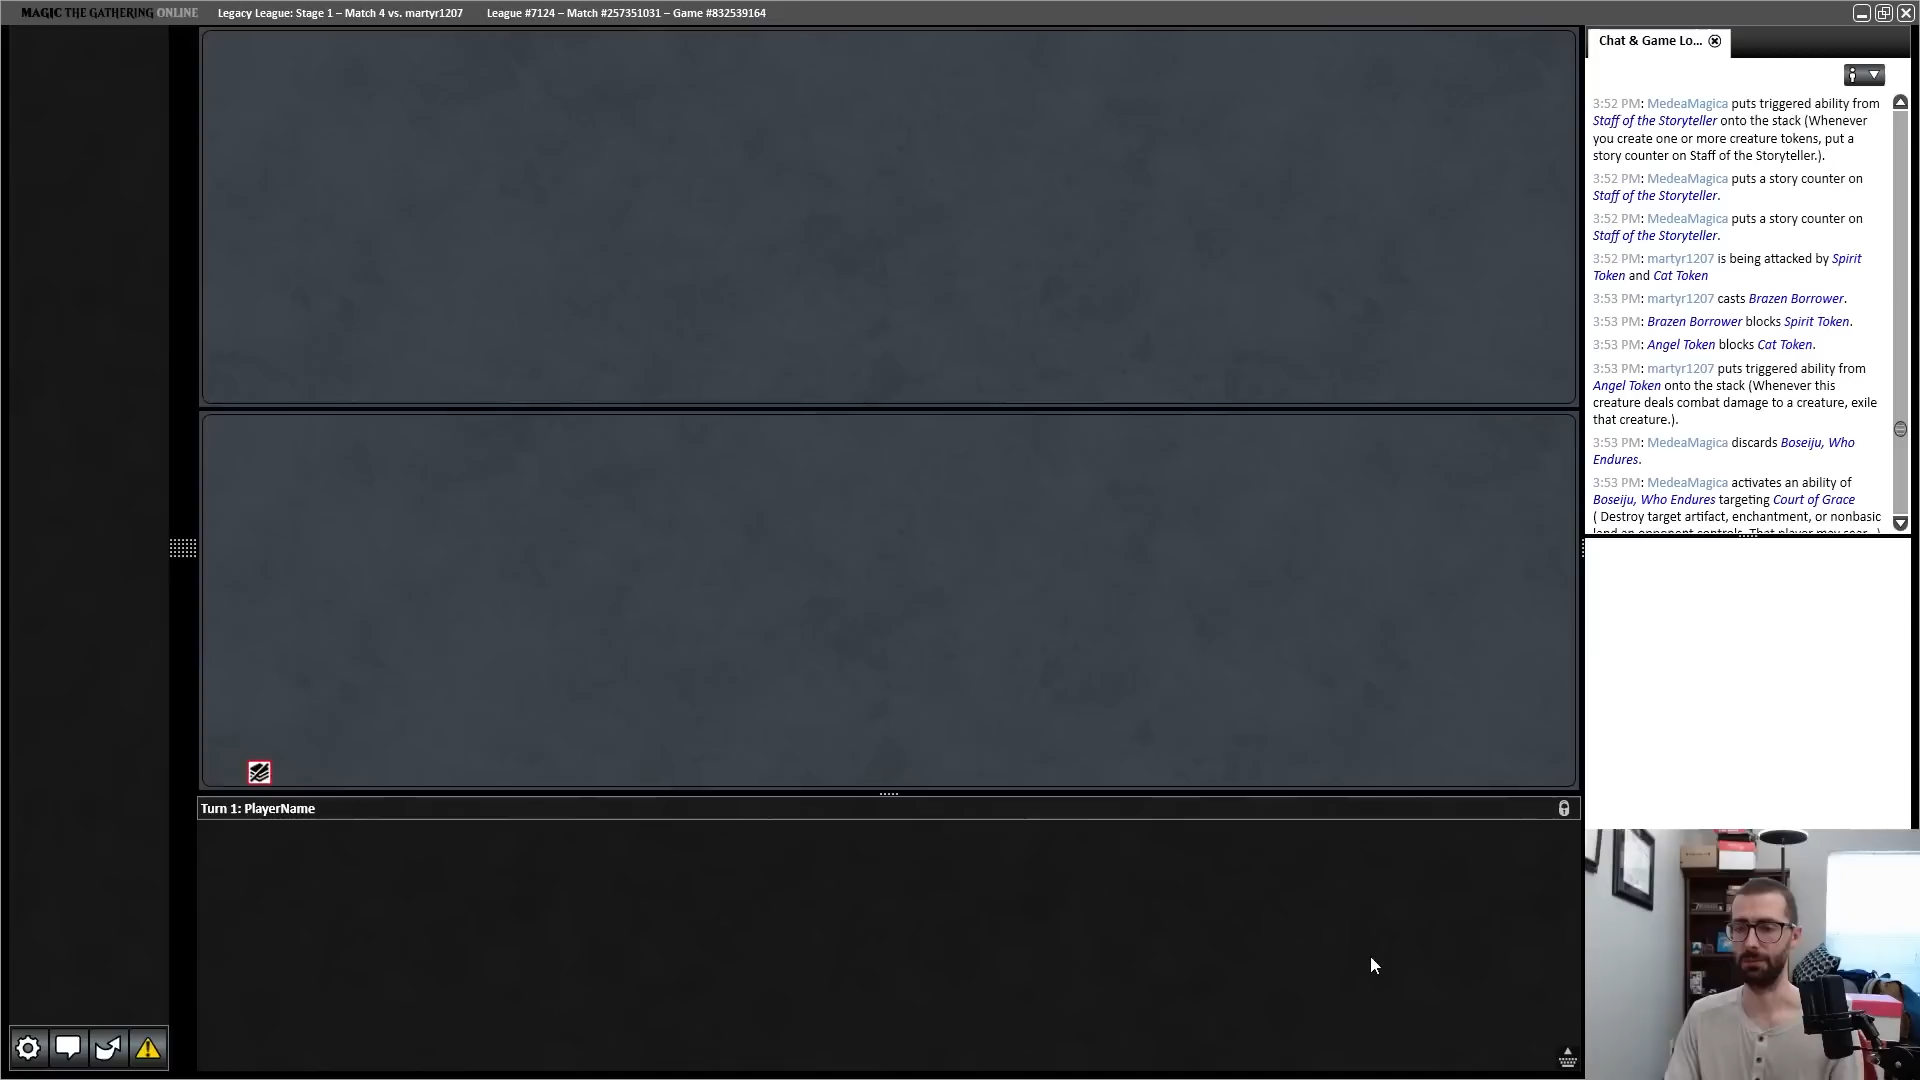 MAGIC THE GATHERING ONLINE Legacy League: Stage 1 – Match 4 vs. martyr1207 League #7124 – Match #257351031 – Game #832539164
Chat & Game Lo...
3:52 PM: MedeaMagica puts triggered ability from
Staff of the Storyteller onto the stack (Whenever
you create one or more creature tokens, put a
story counter on Staff of the Storyteller.).
3:52 PM: MedeaMagica puts a story counter on
Staff of the Storyteller.
3:52 PM: MedeaMagica puts a story counter on
Staff of the Storyteller.
3:52 PM: martyr1207 is being attacked by Spirit
Token and Cat Token
3:53 PM: martyr1207 casts Brazen Borrower.
3:53 PM: Brazen Borrower blocks Spirit Token.
3:53 PM: Angel Token blocks Cat Token.
3:53 PM: martyr1207 puts triggered ability from
Angel Token onto the stack (Whenever this
creature deals combat damage to a creature, exile
that creature.).
3:53 PM: MedeaMagica discards Boseiju, Who
Endures.
3:53 PM: MedeaMagica activates an ability of
Boseiju, Who Endures targeting Court of Grace
( Destroy target artifact, enchantment, or nonbasic
land an opponent controls. That player may sear...)
Turn 1: PlayerName